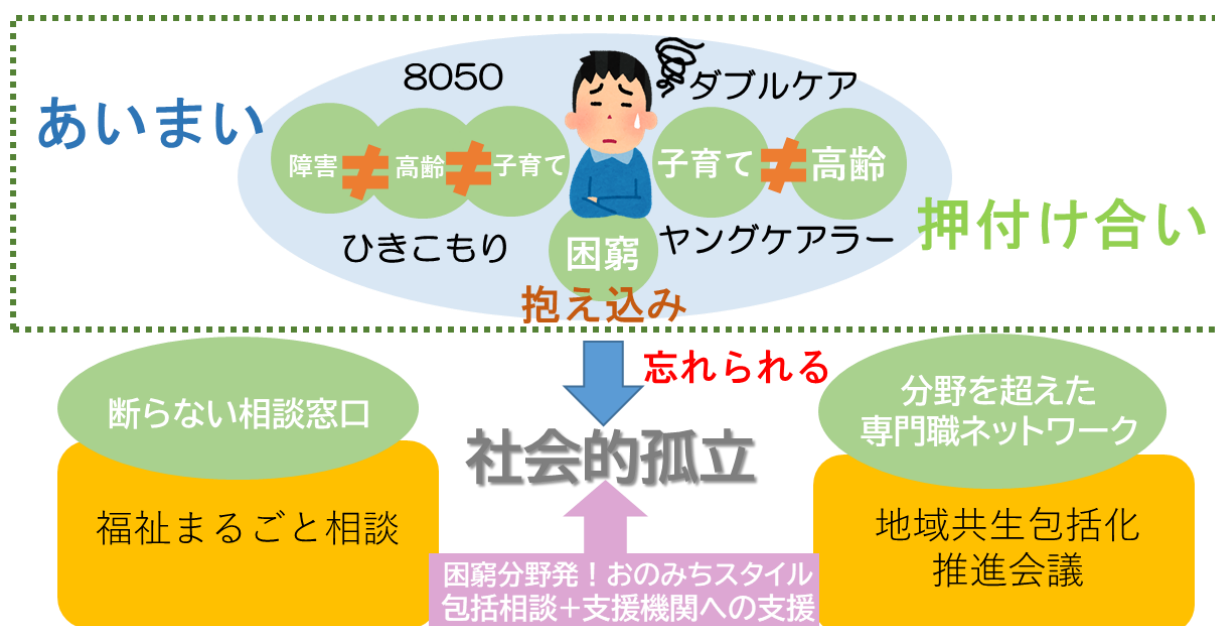 8050
ダブルケア
あいまい
障害≠高齢≠子育て
子育て≠高齢
押付け合い
ひきこもり
困窮
ヤングケアラー
抱え込み
忘れられる
断らない相談窓口
分野を超えた
専門職ネットワーク
社会的孤立
福祉まるごと相談
地域共生包括化
推進会議
困窮分野発！おのみちスタイル
包括相談＋支援機関への支援